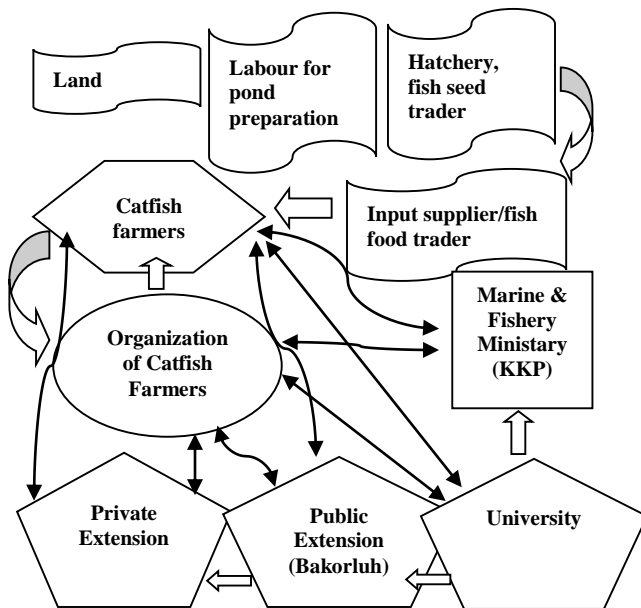 Land
Labour for
pond
preparation
Hatchery,
fish seed
trader
Catfish
farmers
Input supplier/fish
food trader
Marine &
Fishery
Ministary
(KKP)
Organization
of Catfish
Farmers
Private
Extension
Public
Extension
(Bakorluh)
University